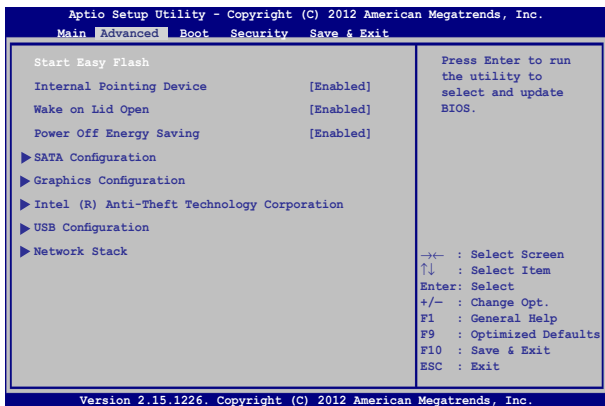 Aptio Setup Utility - Copyright (C) 2012 American Megatrends, Inc.
Main Advanced Boot Security Save & Exit
Start Easy Flash
Internal Pointing Device [Enabled]
Wake on Lid Open [Enabled]
Power Off Energy Saving [Enabled]
SATA Configuration
Graphics Configuration
Intel (R) Anti-Theft Technology Corporation
USB Configuration
Network Stack
Press Enter to run
the utility to
select and update
BIOS.
→← : Select Screen
↑↓ : Select Item
Enter: Select
+/— : Change Opt.
F1 : General Help
F9 : Optimized Defaults
F10 : Save & Exit
ESC : Exit
Version 2.15.1226. Copyright (C) 2012 American Megatrends, Inc.